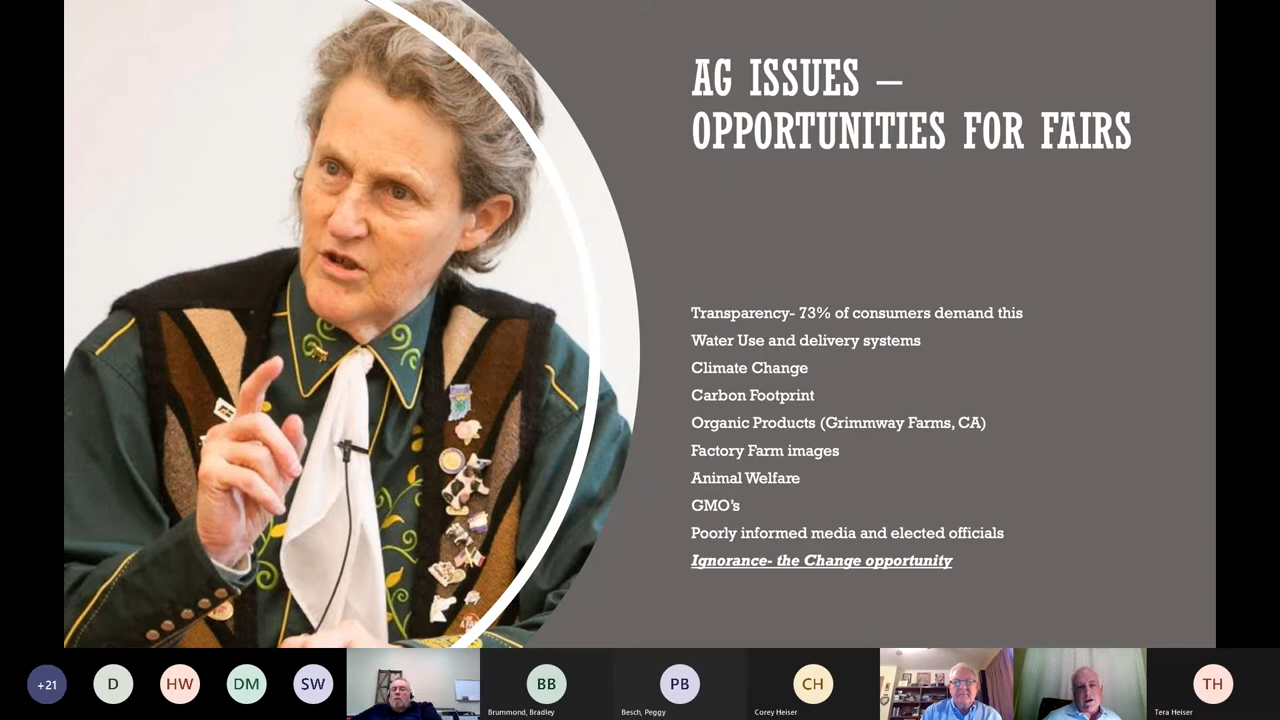 AG ISSUES –
OPPORTUNITIES FOR FAIRS
Transparency- 73% of consumers demand this
Water Use and delivery systems
Climate Change
Carbon Footprint
Organic Products (Grimmway Farms, CA)
Factory Farm images
Animal Welfare
GMO's
Poorly informed media and elected officials
Ignorance- the Change opportunity
+21
D
HW
DM
SW
BB
Brummond, Bradley
PB
Besch, Peggy
CH
Corey Heiser
TH
Tera Heiser